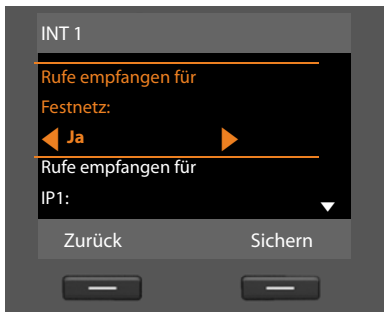 INT 1
Rufe empfangen für
Festnetz:
Ja
Rufe empfangen für
IP1:
Zurück Sichern